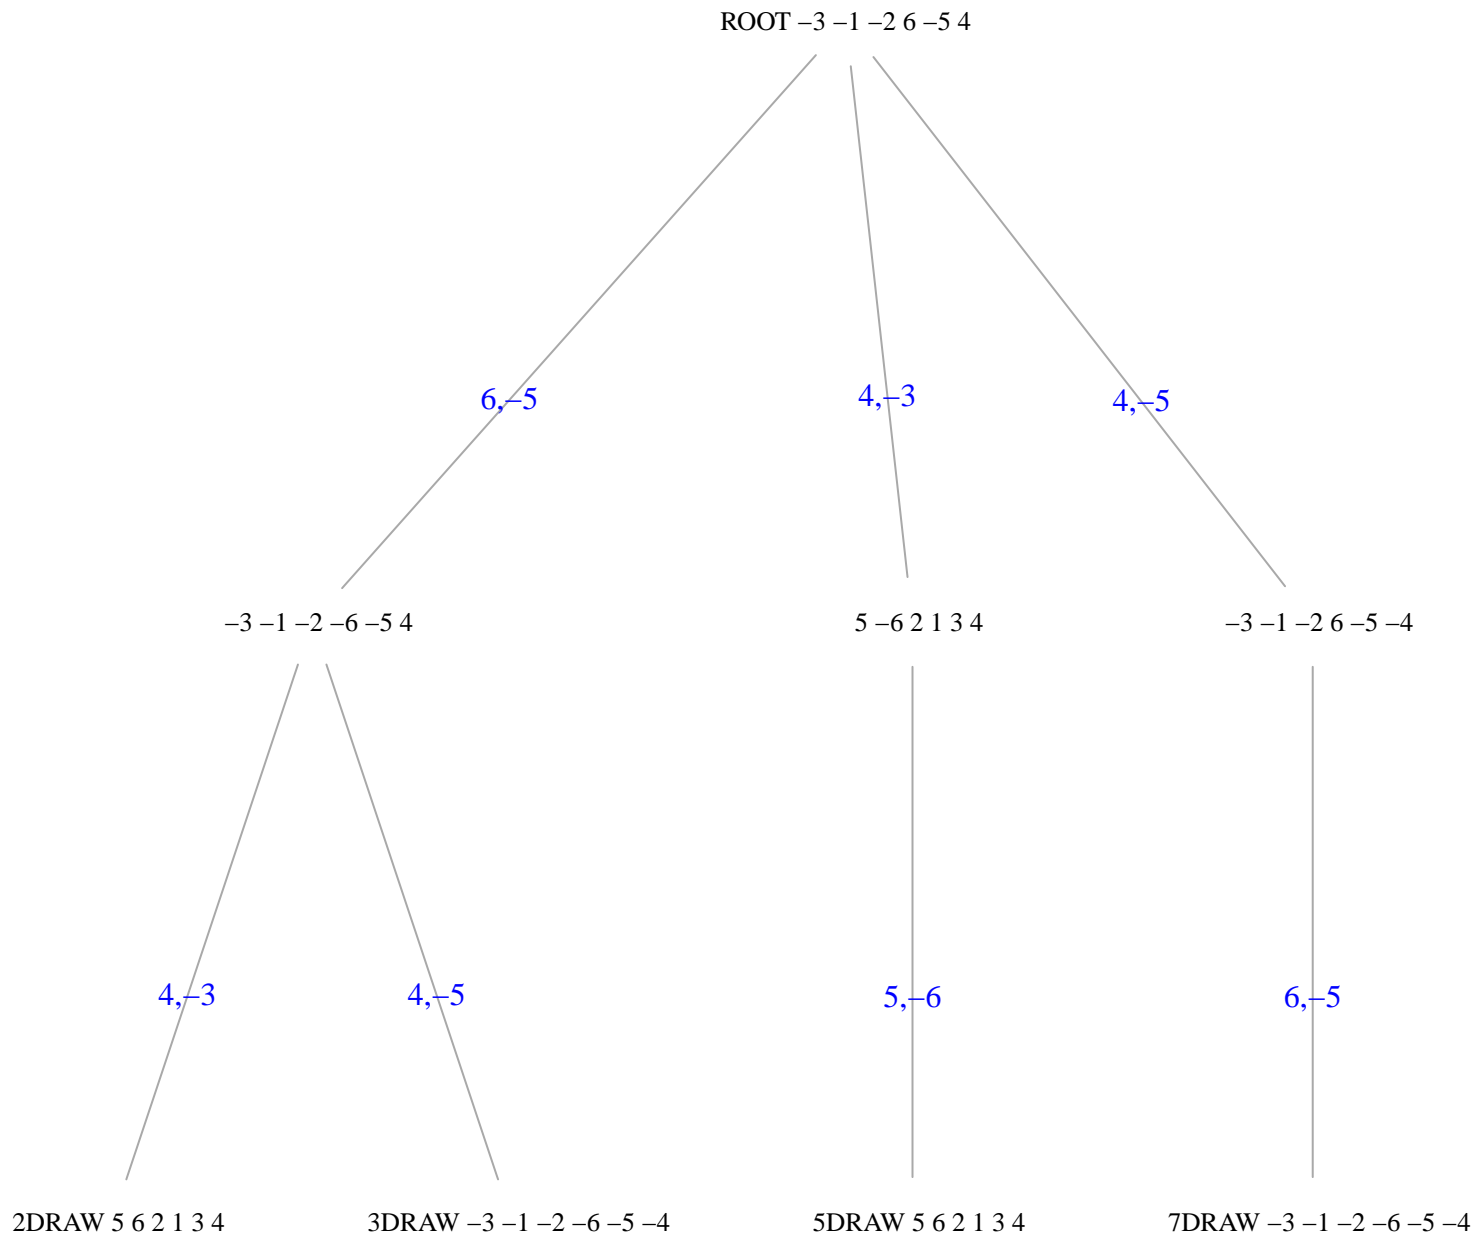 ROOT –3 –1 –2 6 –5 4
6,–5
4,–3
4,–5
–3 –1 –2 –6 –5 4
5 –6 2 1 3 4
–3 –1 –2 6 –5 –4
4,–3
4,–5
5,–6
6,–5
2DRAW 5 6 2 1 3 4
3DRAW –3 –1 –2 –6 –5 –4
5DRAW 5 6 2 1 3 4
7DRAW –3 –1 –2 –6 –5 –4